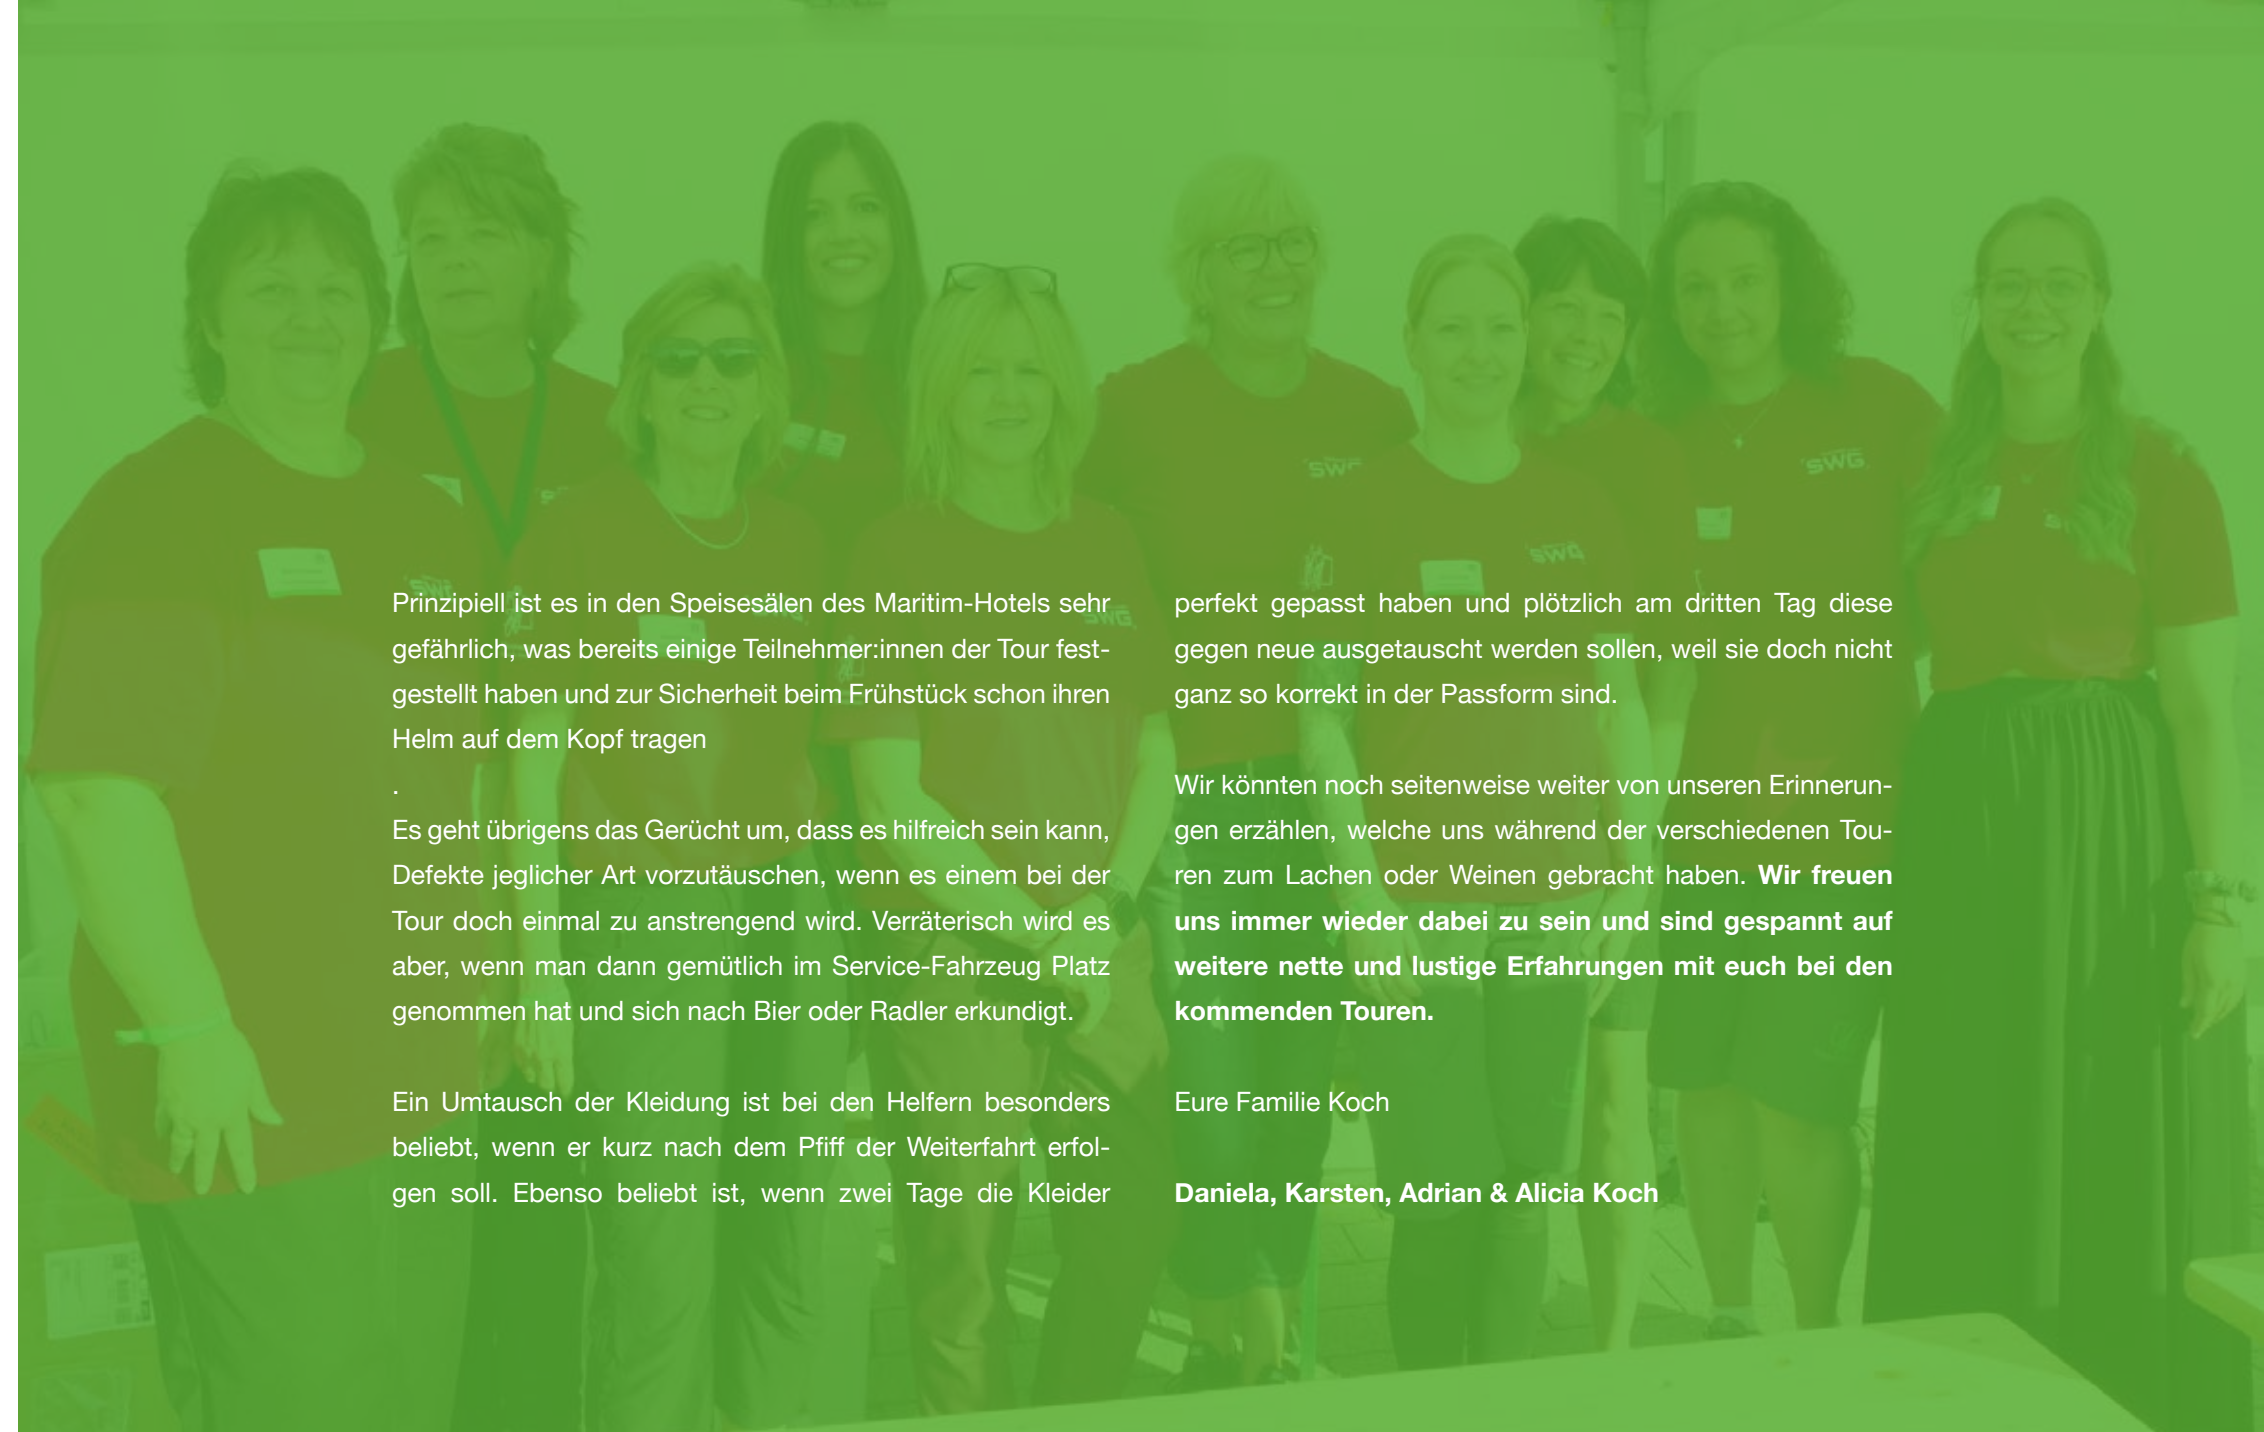 Prinzipiell ist es in den Speisesälen des Maritim-Hotels sehr
gefährlich, was bereits einige Teilnehmer:innen der Tour fest-
gestellt haben und zur Sicherheit beim Frühstück schon ihren
Helm auf dem Kopf tragen
.
Es geht übrigens das Gerücht um, dass es hilfreich sein kann,
Defekte jeglicher Art vorzutäuschen, wenn es einem bei der
Tour doch einmal zu anstrengend wird. Verräterisch wird es
aber, wenn man dann gemütlich im Service-Fahrzeug Platz
genommen hat und sich nach Bier oder Radler erkundigt.
Ein Umtausch der Kleidung ist bei den Helfern besonders
beliebt, wenn er kurz nach dem Pfiff der Weiterfahrt erfol-
gen soll. Ebenso beliebt ist, wenn zwei Tage die Kleider
perfekt gepasst haben und plötzlich am dritten Tag diese
gegen neue ausgetauscht werden sollen, weil sie doch nicht
ganz so korrekt in der Passform sind.
Wir könnten noch seitenweise weiter von unseren Erinnerun-
gen erzählen, welche uns während der verschiedenen Tou-
ren zum Lachen oder Weinen gebracht haben. Wir freuen
uns immer wieder dabei zu sein und sind gespannt auf
weitere nette und lustige Erfahrungen mit euch bei den
kommenden Touren.
Eure Familie Koch
Daniela, Karsten, Adrian & Alicia Koch
SWG
SWG
SWG
SWG